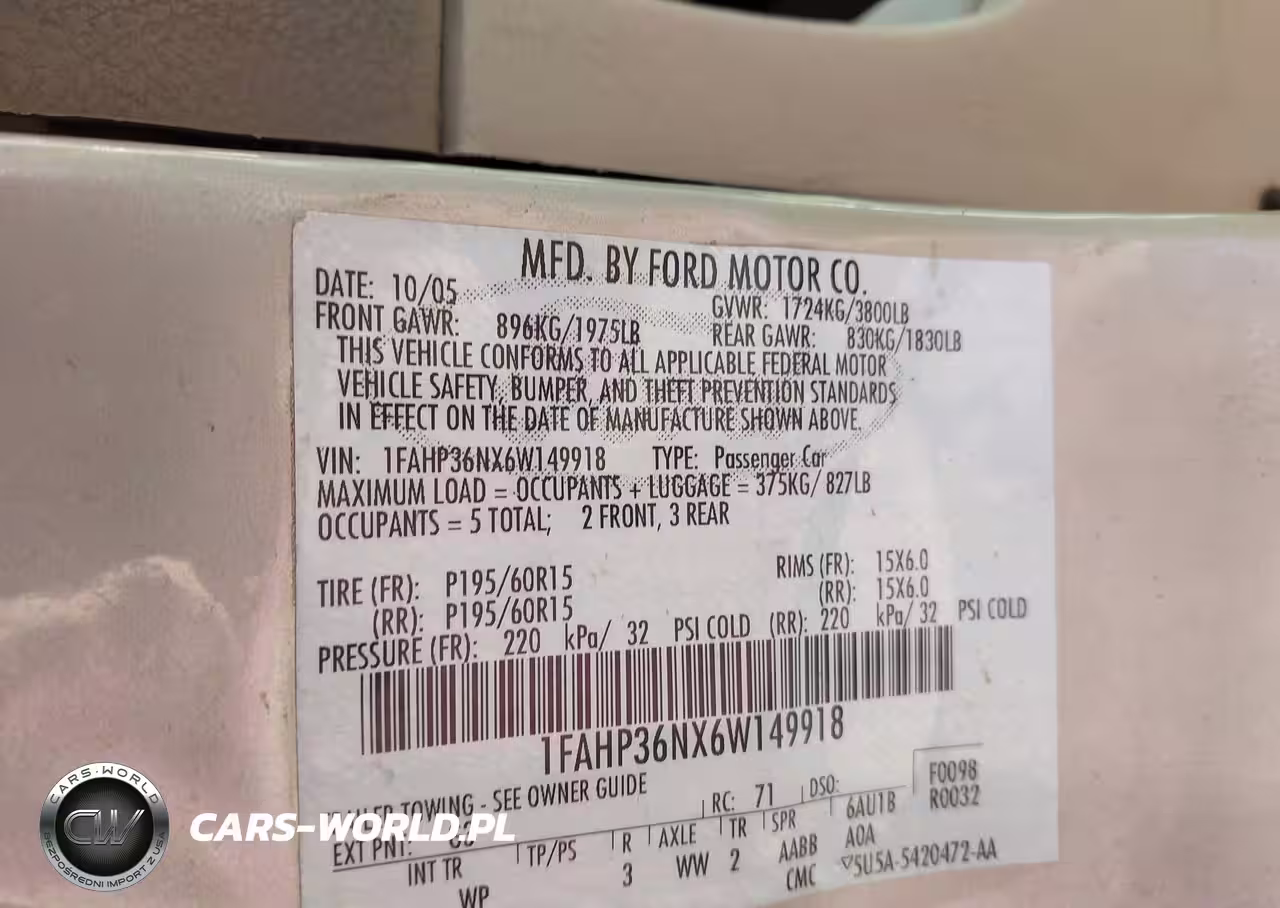 MFD. BY FORD MOTOR CO.
DATE: 10/05 GVWR: 1724KG/3800LB
FRONT GAWR: 896KG/1975LB REAR GAWR: 830KG/1830LB
THIS VEHICLE CONFORMS TO ALL APPLICABLE FEDERAL MOTOR
VEHICLE SAFETY, BUMPER, AND THEFT PREVENTION STANDARDS
IN EFFECT ON THE DATE OF MANUFACTURE SHOWN ABOVE.
VIN: 1FAHP36NX6W149918 TYPE: Passenger Car
MAXIMUM LOAD = OCCUPANTS + LUGGAGE = 375KG/ 827LB
OCCUPANTS = 5 TOTAL; 2 FRONT, 3 REAR
TIRE (FR): P195/60R15 RIMS (FR): 15X6.0
(RR): P195/60R15 (RR): 15X6.0
PRESSURE (FR): 220 kPa/ 32 PSI COLD (RR): 220 kPa/ 32 PSI COLD
1FAHP36NX6W149918
TOWING - SEE OWNER GUIDE
RC: 71 DSO: F0098
EXT PNT: 6AU1B R0032
INT TR TP/PS R AXLE TR SPR A0A
WP 3 WW 2 AABB 5U5A-5420472-AA
CMC
CARS-WORLD
CW
BEZPOŚREDNI IMPORT Z USA
CARS-WORLD.PL